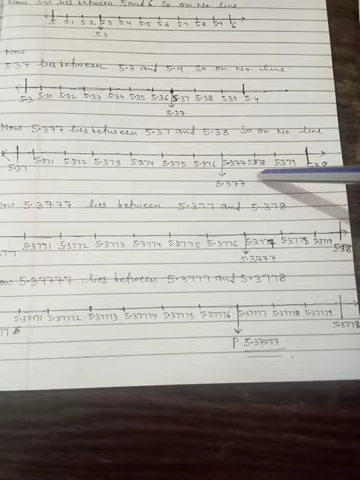 Now 5.3 lies between 5 and 6 So on No. line
5 5.1 5.2 5.3 5.4 5.5 5.6 5.7 5.8 5.9 6
5.3
Now
5.37 lies between 5.3 and 5.4 So on No. line
5.3 5.31 5.32 5.33 5.34 5.35 5.36 5.37 5.38 5.39 5.4
5.37
Now 5.377 lies between 5.37 and 5.38 So on No. line
5.37 5.371 5.372 5.373 5.374 5.375 5.376 5.377 5.378 5.379 5.38
5.377
Now 5.3777 lies between 5.377 and 5.378
5.3771 5.3772 5.3773 5.3774 5.3775 5.3776 5.3777 5.3778 5.3779
5.3777
5.37777 lies between 5.3777 and 5.3778
5.37771 5.37772 5.37773 5.37774 5.37775 5.37776 5.37777 5.37778 5.37779 5.3778
P 5.37777